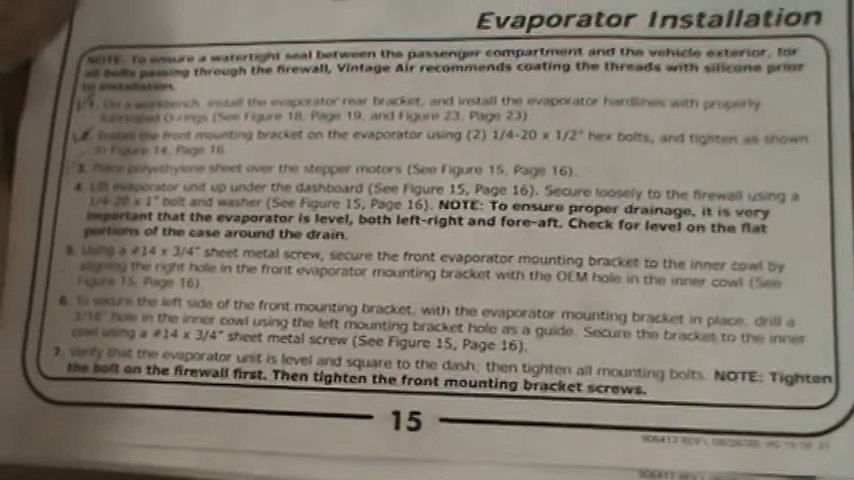 Evaporator Installation
NOTE: To ensure a watertight seal between the passenger compartment and the vehicle exterior, for
all bolts passing through the firewall, Vintage Air recommends coating the threads with silicone prior
to installation.
1. On a workbench, install the evaporator rear bracket, and install the evaporator hardlines with properly
lubricated O-rings (See Figure 18, Page 19, and Figure 23, Page 23).
2. Install the front mounting bracket on the evaporator using (2) 1/4-20 x 1/2" hex bolts, and tighten as shown
in Figure 14, Page 16.
3. Place polyethylene sheet over the stepper motors (See Figure 15, Page 16).
4. Lift evaporator unit up under the dashboard (See Figure 15, Page 16). Secure loosely to the firewall using a
1/4-20 x 1" bolt and washer (See Figure 15, Page 16). NOTE: To ensure proper drainage, it is very
important that the evaporator is level, both left-right and fore-aft. Check for level on the flat
portions of the case around the drain.
5. Using a #14 x 3/4" sheet metal screw, secure the front evaporator mounting bracket to the inner cowl by
aligning the right hole in the front evaporator mounting bracket with the OEM hole in the inner cowl (See
Figure 15, Page 16).
6. To secure the left side of the front mounting bracket, with the evaporator mounting bracket in place, drill a
3/16" hole in the inner cowl using the left mounting bracket hole as a guide. Secure the bracket to the inner
cowl using a #14 x 3/4" sheet metal screw (See Figure 15, Page 16).
7. Verify that the evaporator unit is level and square to the dash; then tighten all mounting bolts. NOTE: Tighten
the bolt on the firewall first. Then tighten the front mounting bracket screws.
15